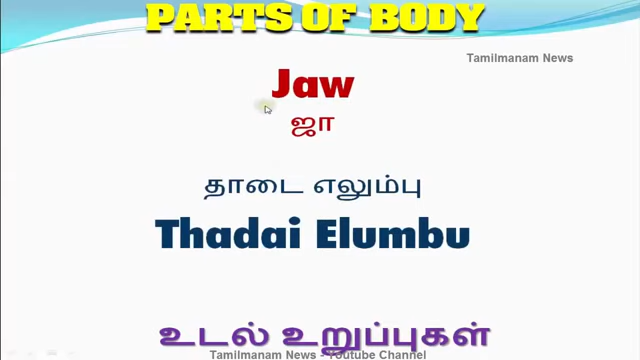 PARTS OF BODY
Tamilmanam News
Jaw
ஜா
தாடை எலும்பு
Thadai Elumbu
உடல் உறுப்புகள்
Tamilmanam News - Youtube Channel